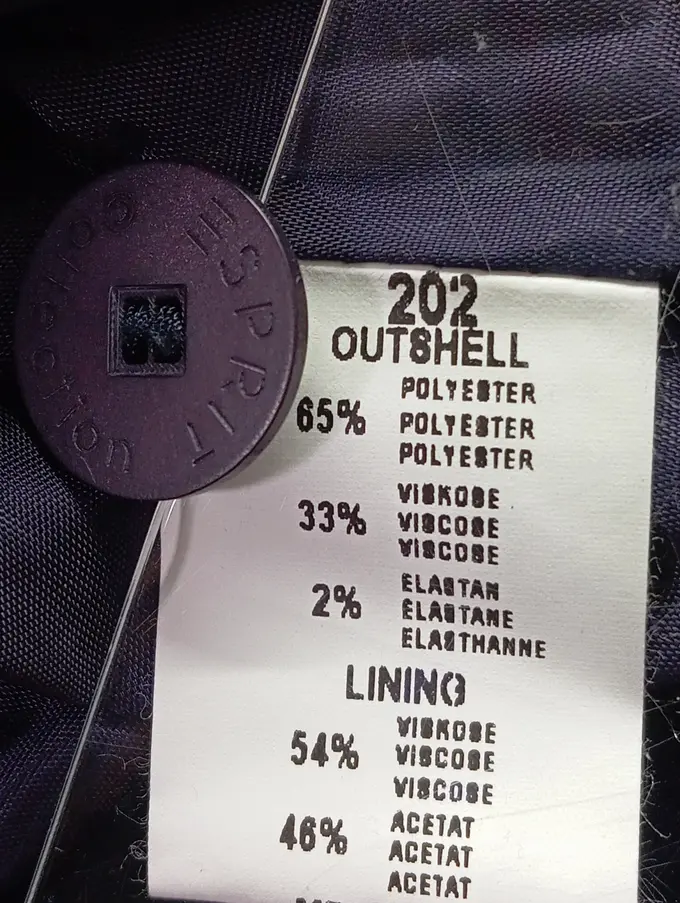 ESPRIT
collection
202
OUTSHELL
65% POLYESTER
POLYESTER
POLYESTER
33% VISKOSE
VISCOSE
VISCOSE
2% ELASTAN
ELASTANE
ELASTHANNE
LINING
54% VISKOSE
VISCOSE
VISCOSE
46% ACETAT
ACETAT
ACETAT